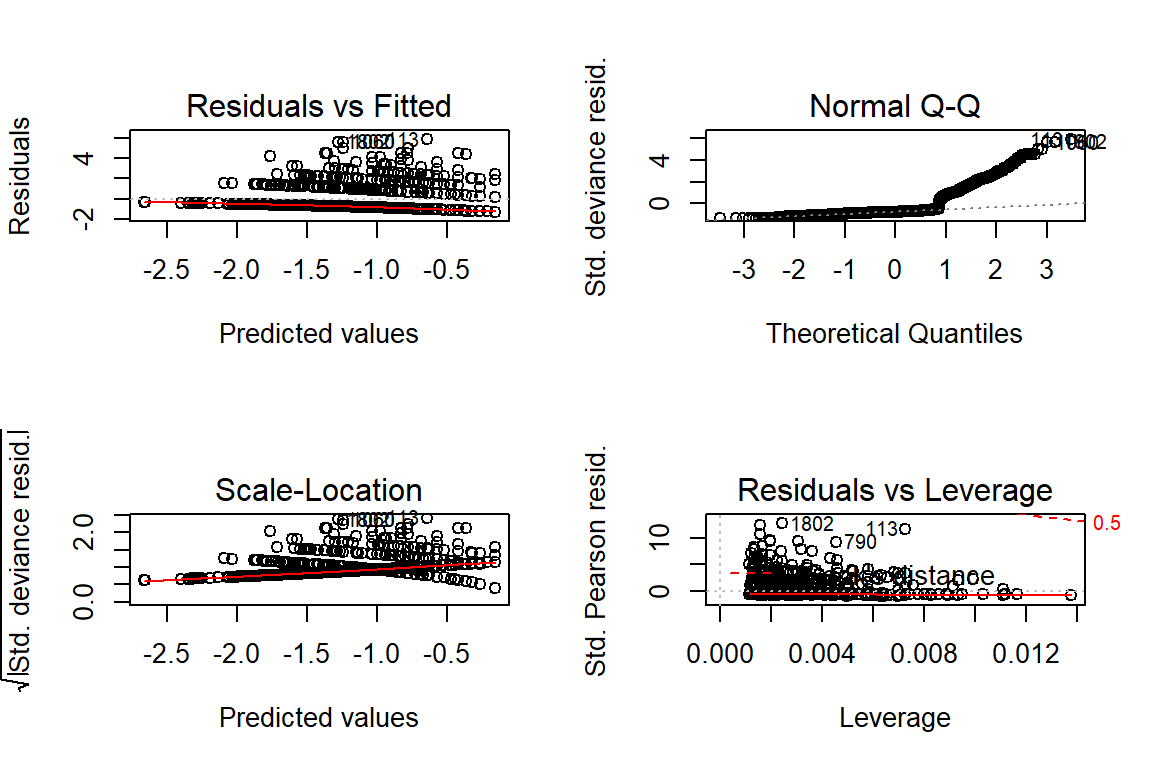 Residuals vs Fitted
Residuals
4
-2
113
-2.5 -2.0 -1.5 -1.0 -0.5
Predicted values
Normal Q-Q
Std. deviance resid.
4
0
1802
-3 -2 -1 0 1 2 3
Theoretical Quantiles
Scale-Location
√|Std. deviance resid.|
2.0
0.0
113
-2.5 -2.0 -1.5 -1.0 -0.5
Predicted values
Residuals vs Leverage
Std. Pearson resid.
10
0
1802
113
790
0.5
distance
0.000 0.004 0.008 0.012
Leverage